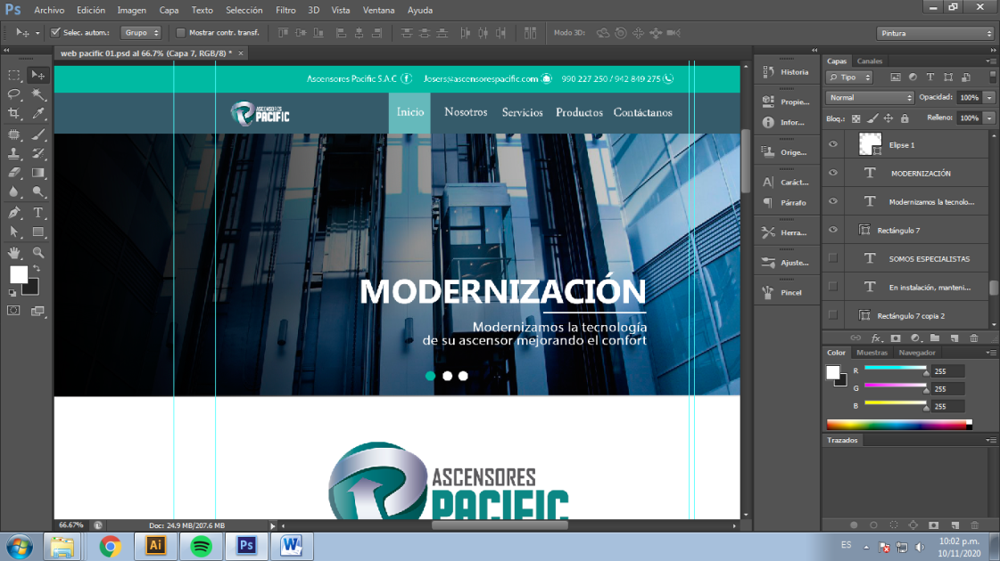 Ps Archivo Edición Imagen Capa Texto Selección Filtro 3D Vista Ventana Ayuda
Selec. autom.: Grupo Mostrar contr. transf. Modo 3D: Pintura
web pacific 01.psd al 66.7% (Capa 7, RGB/8) * ×
Ascensores Pacific S.A.C Josers@ascensorespacific.com 990 227 250 / 942 849 275
ASCENSORES
PACIFIC
Inicio Nosotros Servicios Productos Contáctanos
MODERNIZACIÓN
Modernizamos la tecnología
de su ascensor mejorando el confort
ASCENSORES
PACIFIC
66.67% Doc: 24.9 MB/207.6 MB
Historia
Propie...
Infor...
Orige...
Caráct...
Párrafo
Herra...
Ajuste...
Pincel
Capas Canales
Tipo
Normal Opacidad: 100%
Bloq.: Relleno: 100%
Elipse 1
MODERNIZACIÓN
Modernizamos la tecnolo...
Rectángulo 7
SOMOS ESPECIALISTAS
En instalación, manteni...
Rectángulo 7 copia 2
Color Muestras Navegador
R 255
G 255
B 255
Trazados
Ai Ps W
ES 10:02 p.m.
10/11/2020